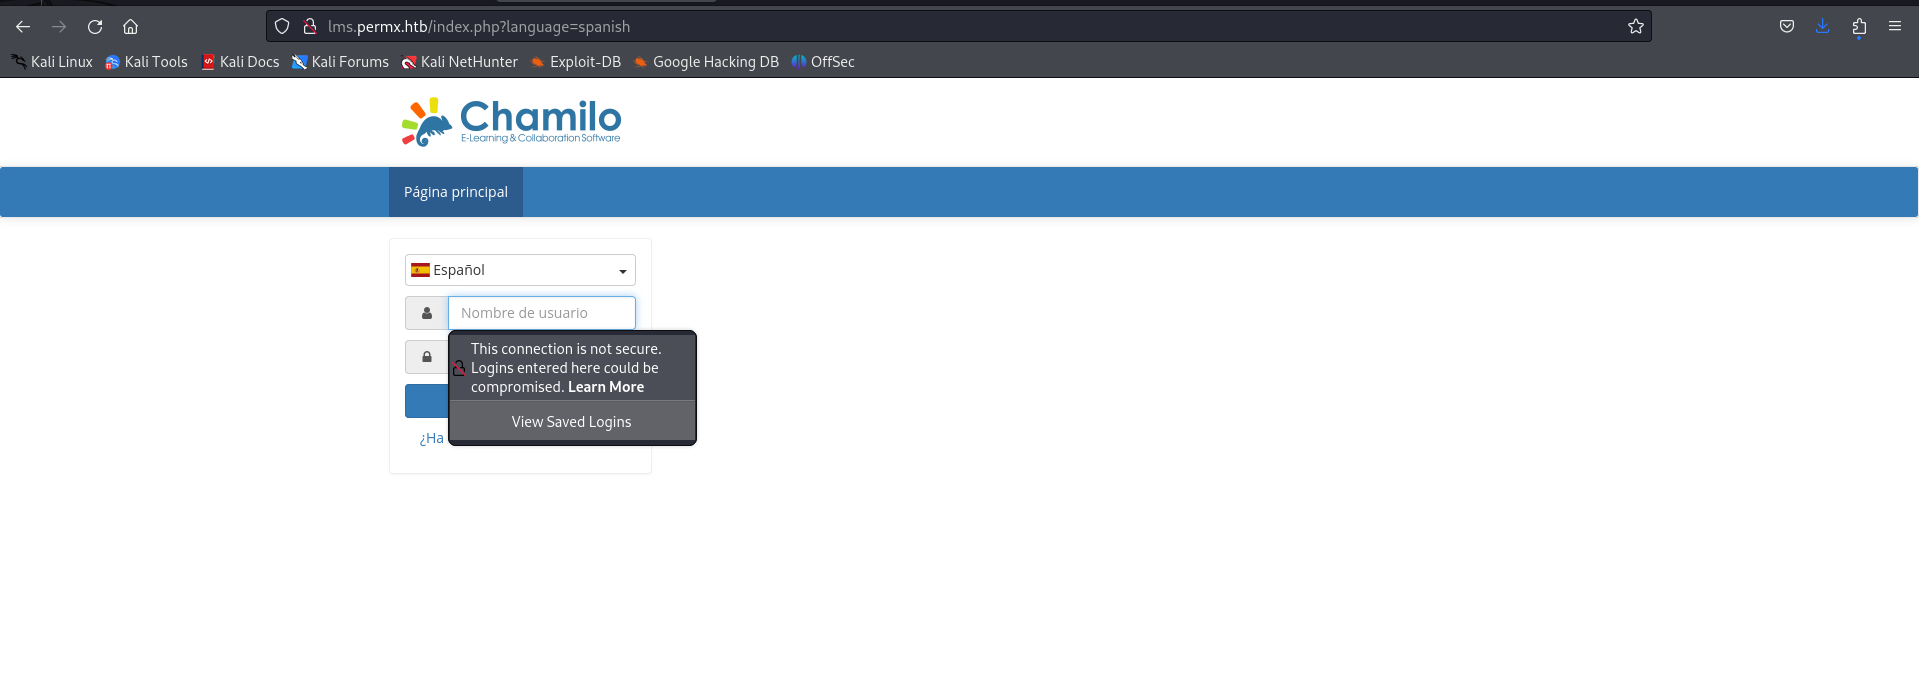 lms.permx.htb/index.php?language=spanish
Kali Linux Kali Tools Kali Docs Kali Forums Kali NetHunter Exploit-DB Google Hacking DB OffSec
Chamilo
E-Learning & Collaboration Software
Página principal
Español
Nombre de usuario
This connection is not secure.
Logins entered here could be
compromised. Learn More
View Saved Logins
¿Ha